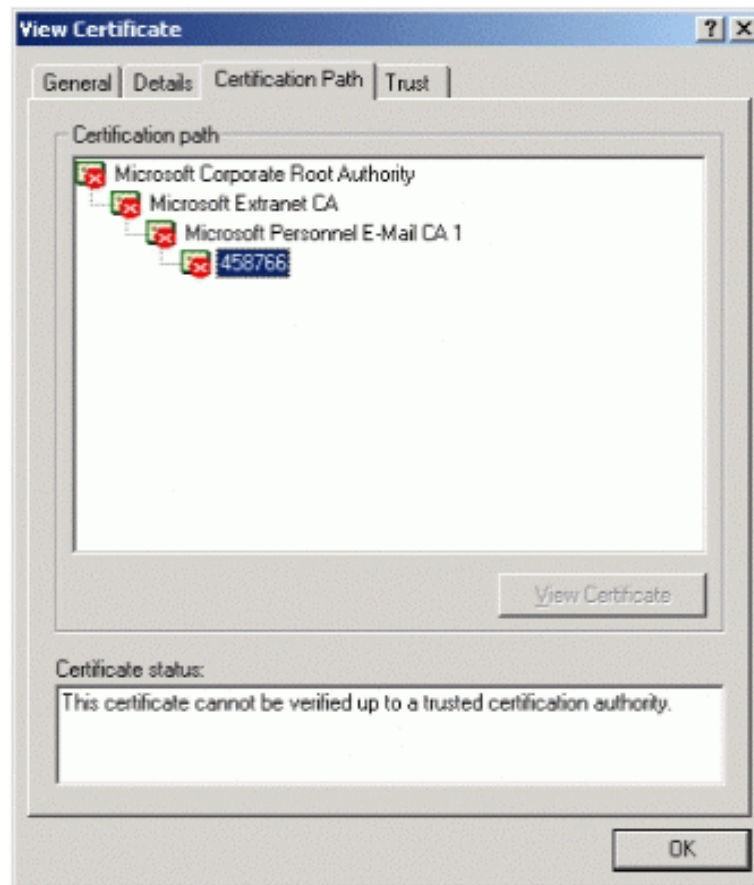 View Certificate
General Details Certification Path Trust
Certification path
Microsoft Corporate Root Authority
Microsoft Extranet CA
Microsoft Personnel E-Mail CA 1
458766
View Certificate
Certificate status:
This certificate cannot be verified up to a trusted certification authority.
OK